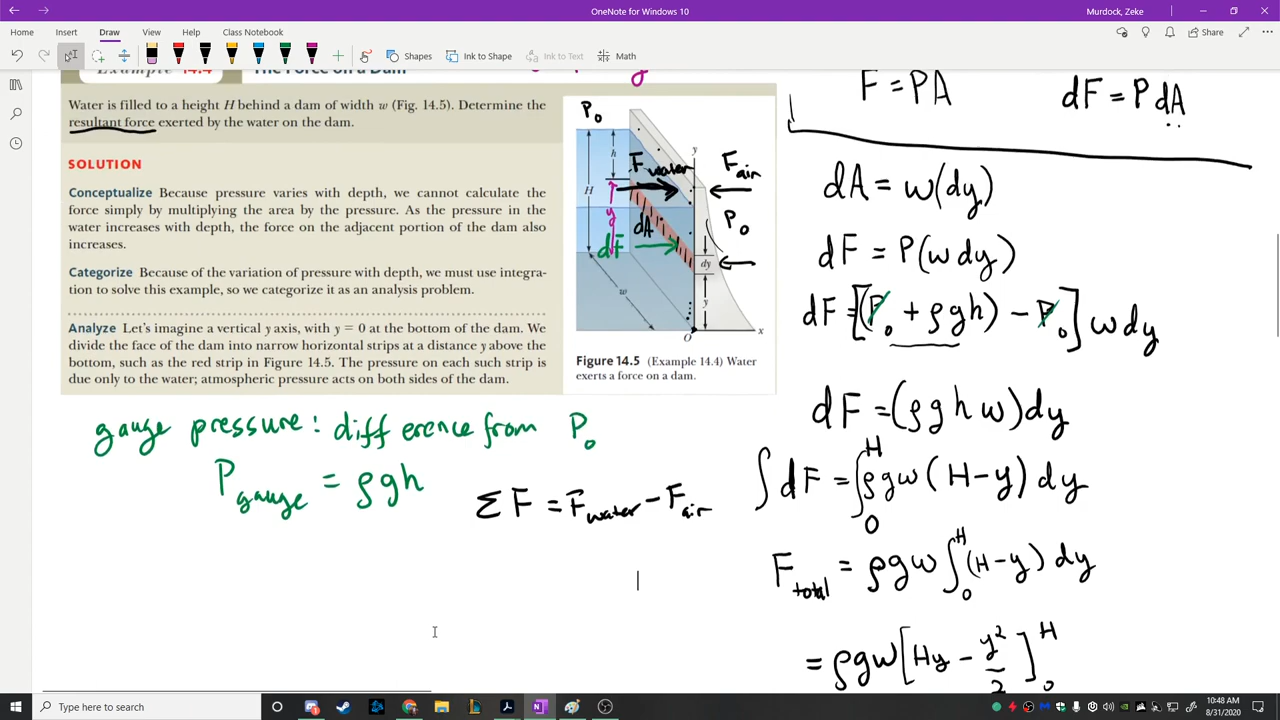 OneNote for Windows 10
Murdock, Zeke
Home Insert Draw View Help Class Notebook
Shapes Ink to Shape Ink to Text Math Share
Example 14.4 The Force on a Dam
Water is filled to a height H behind a dam of width w (Fig. 14.5). Determine the
resultant force exerted by the water on the dam.
SOLUTION
Conceptualize Because pressure varies with depth, we cannot calculate the
force simply by multiplying the area by the pressure. As the pressure in the
water increases with depth, the force on the adjacent portion of the dam also
increases.
Categorize Because of the variation of pressure with depth, we must use integra-
tion to solve this example, so we categorize it as an analysis problem.
Analyze Let's imagine a vertical y axis, with y = 0 at the bottom of the dam. We
divide the face of the dam into narrow horizontal strips at a distance y above the
bottom, such as the red strip in Figure 14.5. The pressure on each such strip is
due only to the water; atmospheric pressure acts on both sides of the dam.
P₀
h
H
y
F water
F air
y
dA
P₀
dF
dy
w
y
O
x
Figure 14.5 (Example 14.4) Water
exerts a force on a dam.
gauge pressure: difference from P₀
P gauge = ρgh
ΣF = F water − F air
F = PA dF = P dA
dA = w(dy)
dF = P(w dy)
dF = [(P₀ + ρgh) − P₀] w dy
dF = (ρghw)dy
∫dF = ∫₀ᴴ ρgw (H−y) dy
F total = ρgw ∫₀ᴴ (H−y) dy
= ρgw [Hy − y²/2]₀ᴴ
Type here to search
10:48 AM
8/31/2020